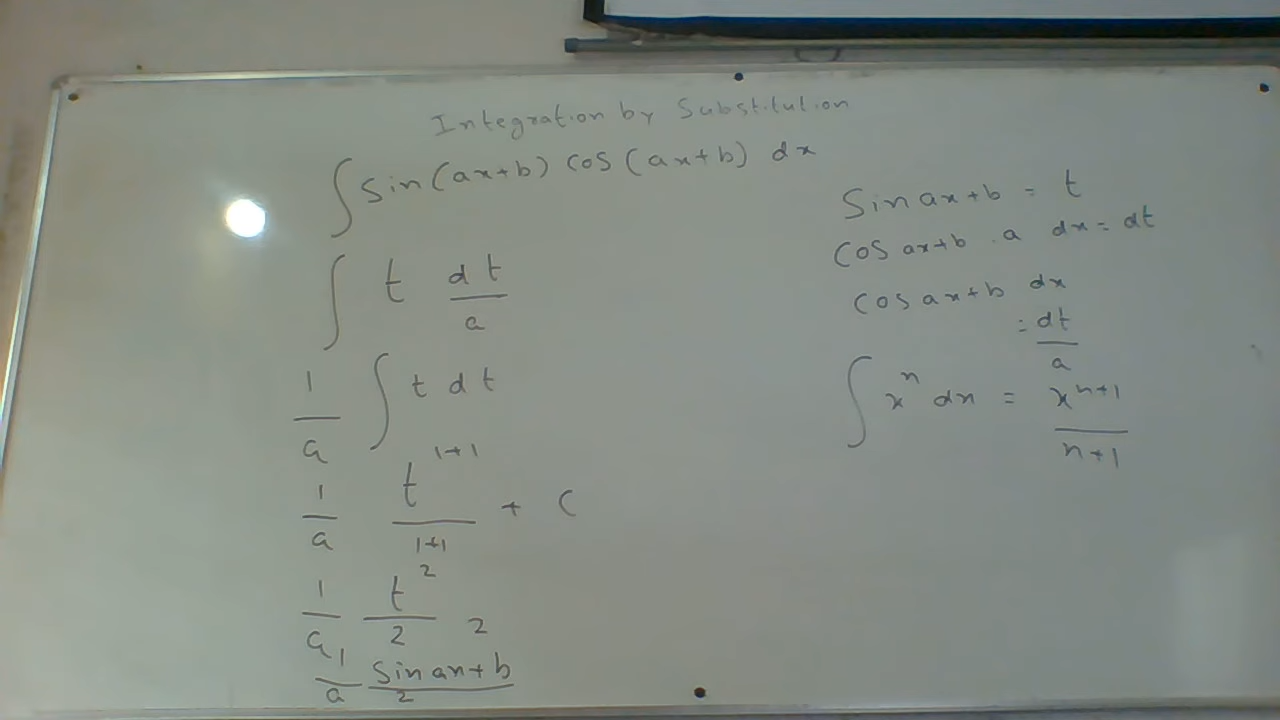 Integration by Substitution
∫ Sin(ax+b) cos(ax+b) dx
∫ t dt/a
1/a ∫ t dt
1/a t^1+1/1+1 + C
1/a t^2/2
1/a Sin ax+b^2/2
Sin ax+b = t
Cos ax+b . a dx = dt
Cos ax+b dx
= dt/a
∫ x^n dx = x^n+1/n+1